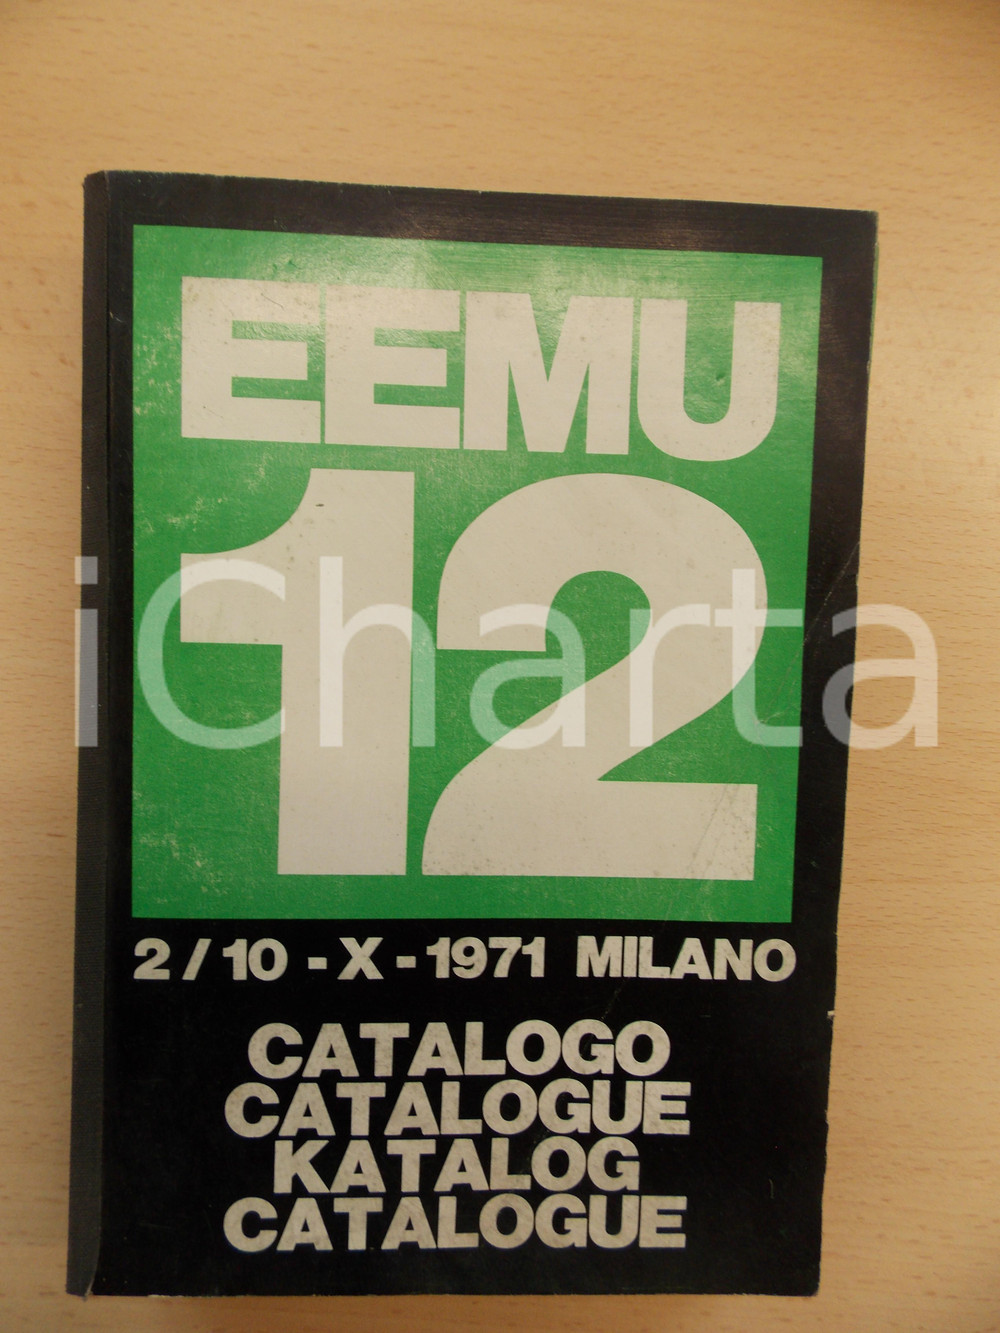 EEMU
12
iCharta
2/10 - X - 1971 MILANO
CATALOGO
CATALOGUE
KATALOG
CATALOGUE